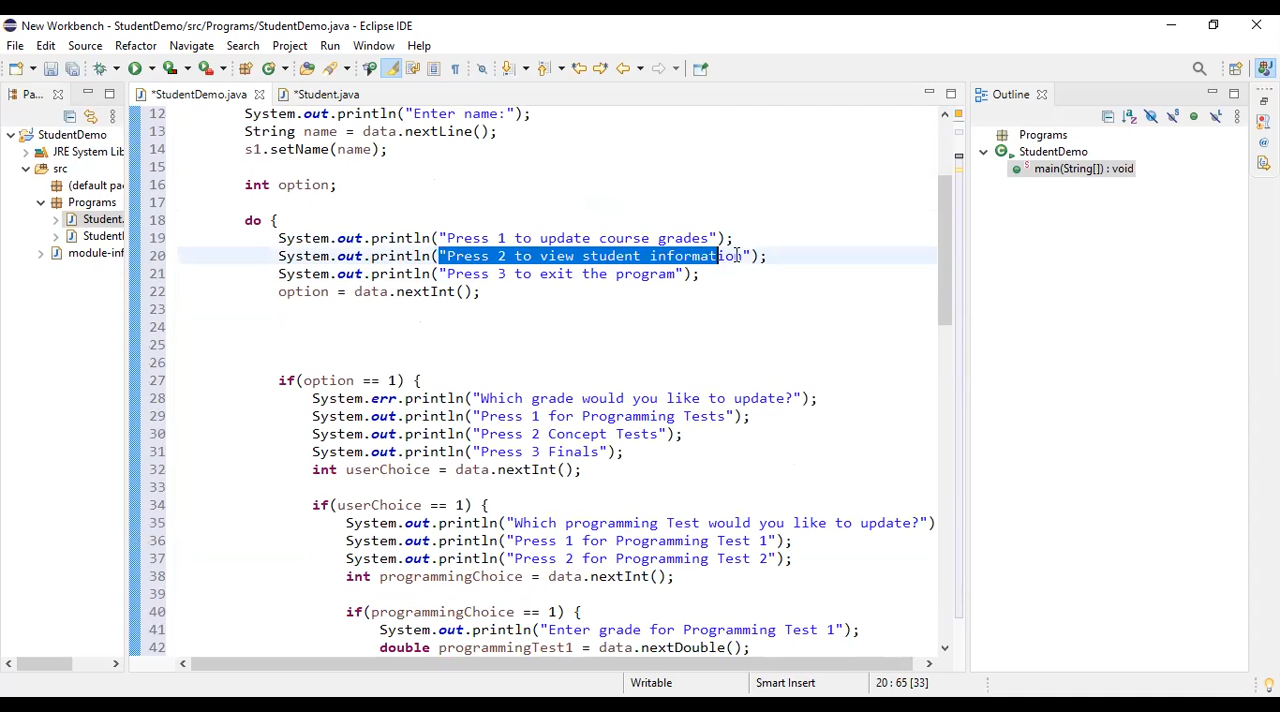 New Workbench - StudentDemo/src/Programs/StudentDemo.java - Eclipse IDE
File Edit Source Refactor Navigate Search Project Run Window Help
Pa...
*StudentDemo.java
*Student.java
Outline
StudentDemo
JRE System Lib
src
(default pa
Programs
Student.
StudentI
module-inf
12 System.out.println("Enter name:");
13 String name = data.nextLine();
14 s1.setName(name);
15
16 int option;
17
18 do {
19 System.out.println("Press 1 to update course grades");
20 System.out.println("Press 2 to view student information");
21 System.out.println("Press 3 to exit the program");
22 option = data.nextInt();
23
24
25
26
27 if(option == 1) {
28 System.err.println("Which grade would you like to update?");
29 System.out.println("Press 1 for Programming Tests");
30 System.out.println("Press 2 Concept Tests");
31 System.out.println("Press 3 Finals");
32 int userChoice = data.nextInt();
33
34 if(userChoice == 1) {
35 System.out.println("Which programming Test would you like to update?")
36 System.out.println("Press 1 for Programming Test 1");
37 System.out.println("Press 2 for Programming Test 2");
38 int programmingChoice = data.nextInt();
39
40 if(programmingChoice == 1) {
41 System.out.println("Enter grade for Programming Test 1");
42 double programmingTest1 = data.nextDouble();
Programs
StudentDemo
main(String[]) : void
Writable Smart Insert 20 : 65 [33]